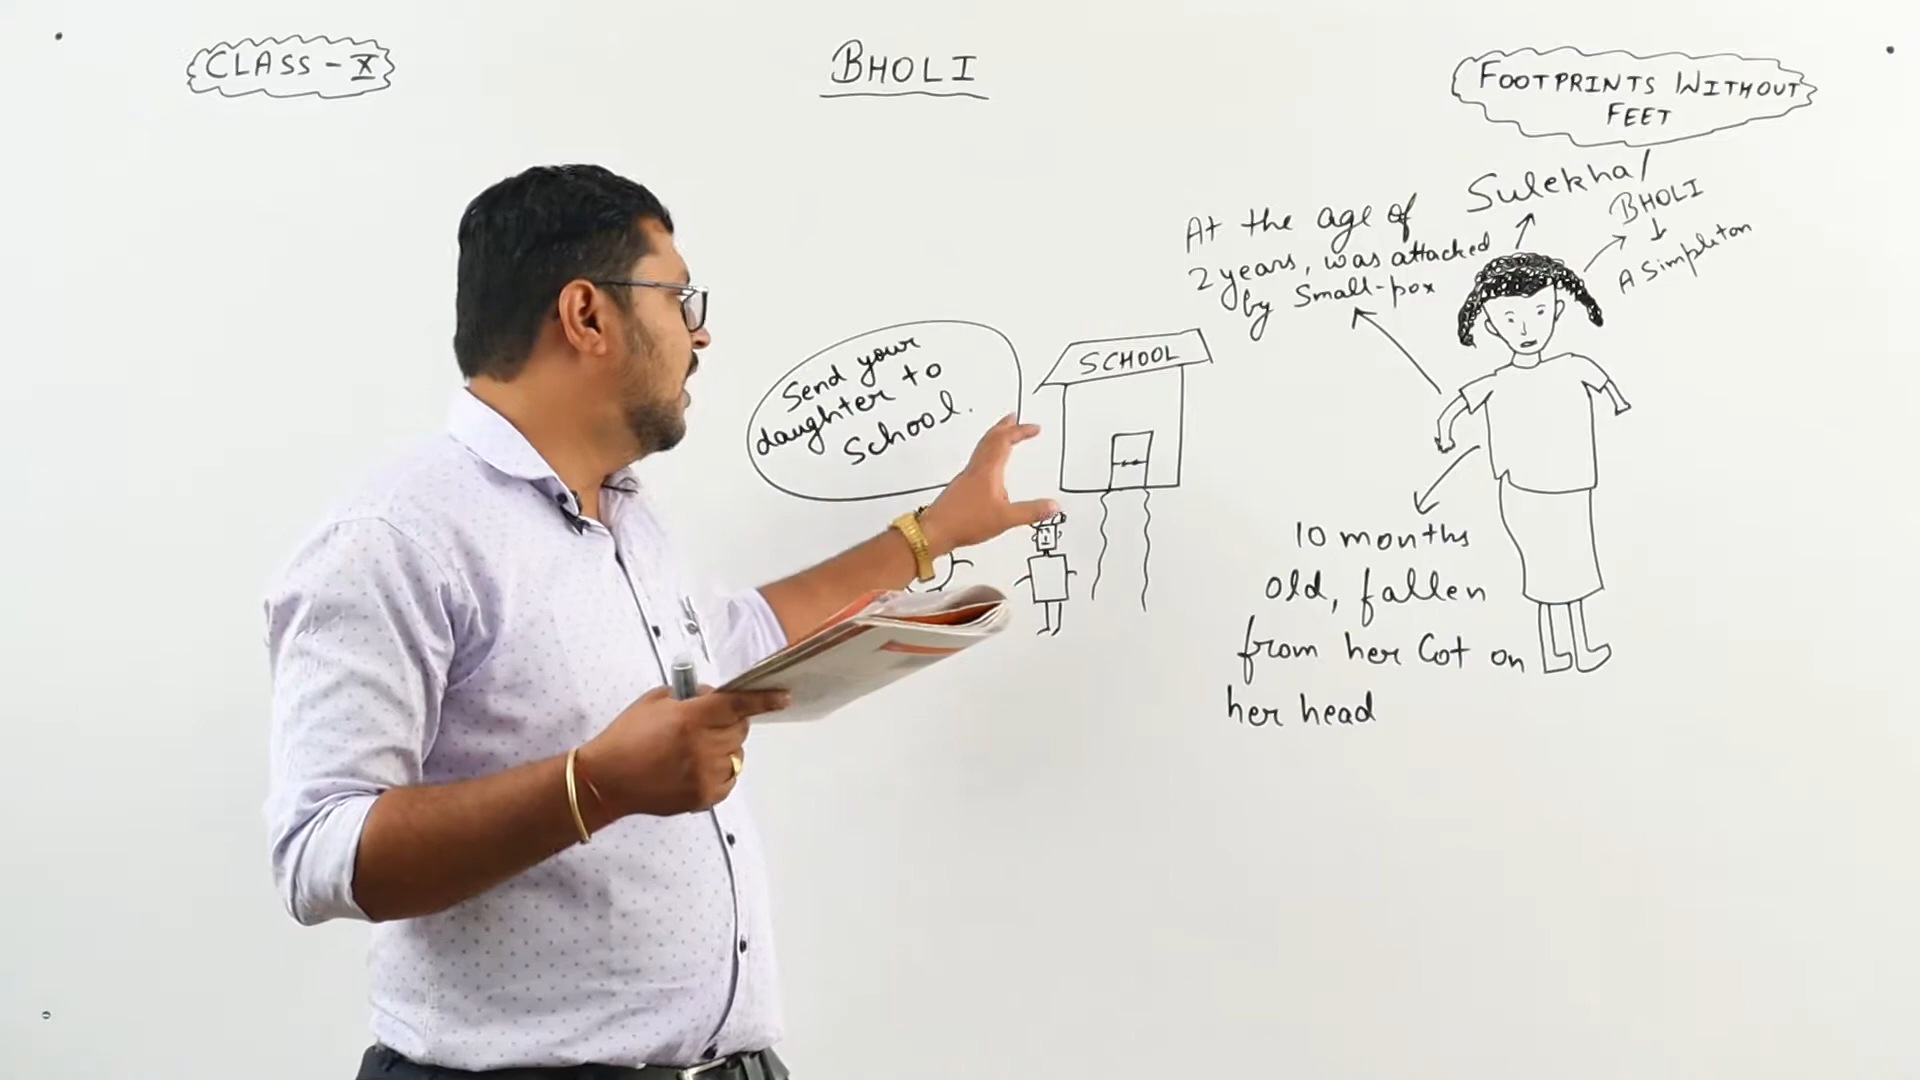 CLASS - X
BHOLI
FOOTPRINTS WITHOUT
FEET
Sulekha/
BHOLI
A Simpleton
At the age of
2 years, was attacked
by Small-pox
Send your
daughter to
School.
SCHOOL
10 months
old, fallen
from her Cot on
her head